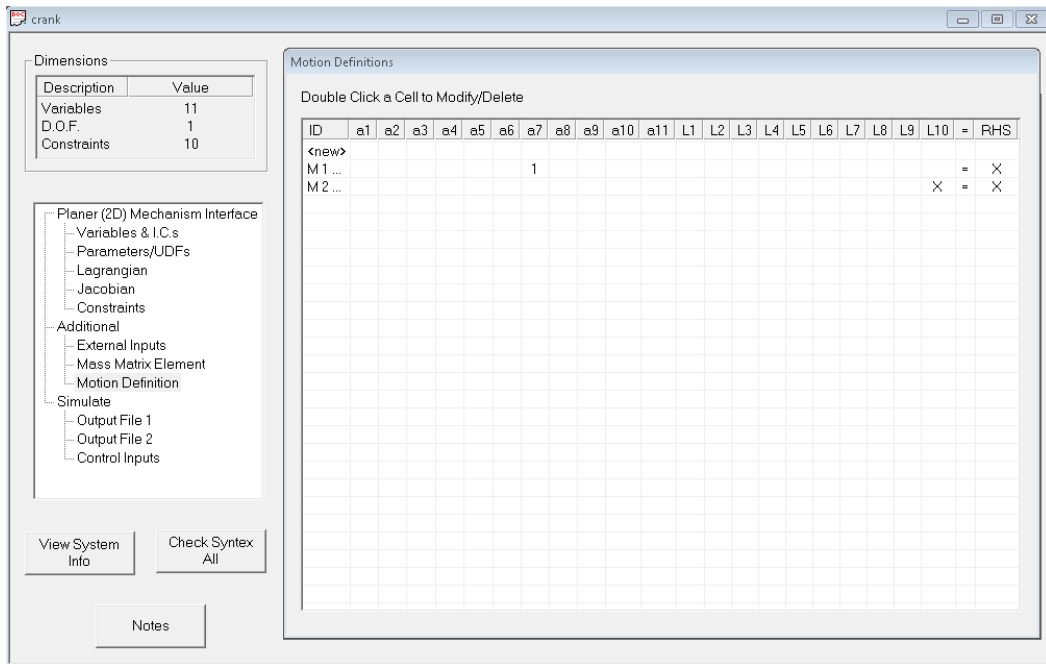 crank
Dimensions
Description Value
Variables 11
D.O.F. 1
Constraints 10
Planer (2D) Mechanism Interface
Variables & I.C.s
Parameters/UDFs
Lagrangian
Jacobian
Constraints
Additional
External Inputs
Mass Matrix Element
Motion Definition
Simulate
Output File 1
Output File 2
Control Inputs
View System Info
Check Syntex All
Notes
Motion Definitions
Double Click a Cell to Modify/Delete
ID a1 a2 a3 a4 a5 a6 a7 a8 a9 a10 a11 L1 L2 L3 L4 L5 L6 L7 L8 L9 L10 = RHS
<new>
M 1 ... 1 = X
M 2 ... X = X